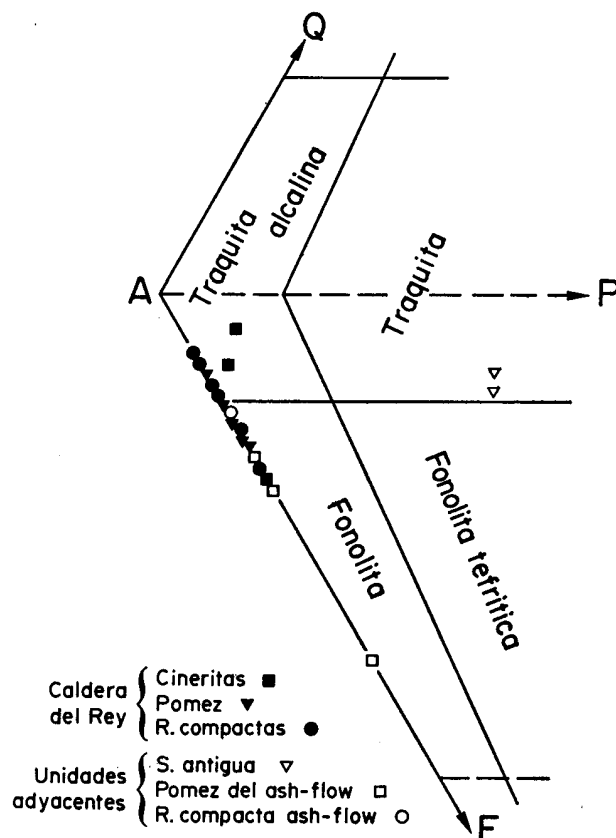 Q
Traquita
alcalina
A
P
Traquita
Fonolita
Fonolita tefrítica
F
Caldera
del Rey
Cineritas
Pomez
R. compactas
Unidades
adyacentes
S. antigua
Pomez del ash-flow
R. compacta ash-flow